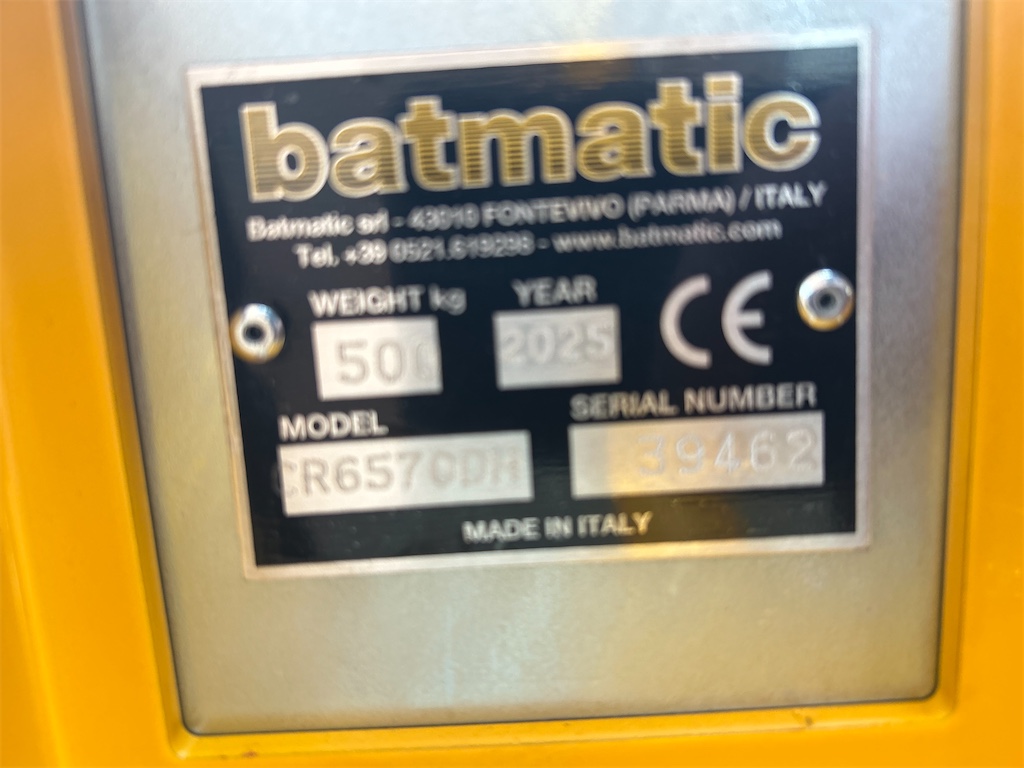 batmatic
Batmatic srl - 43010 FONTEVIVO (PARMA) / ITALY
Tel. +39 0521.619298 - www.batmatic.com
WEIGHT kg YEAR CE
2025
MODEL SERIAL NUMBER
39462
MADE IN ITALY